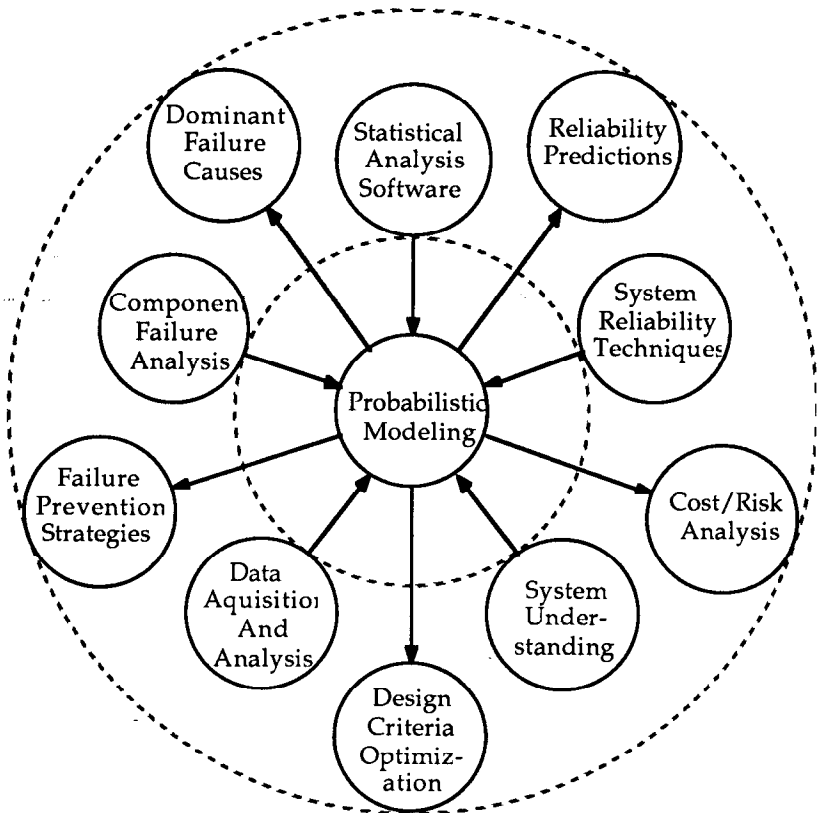 Dominant
Failure
Causes
Statistical
Analysis
Software
Reliability
Predictions
Componen
Failure
Analysis
System
Reliability
Techniques
Probabilistic
Modeling
Failure
Prevention
Strategies
Cost/Risk
Analysis
Data
Aquisition
And
Analysis
System
Under-
standing
Design
Criteria
Optimiz-
ation